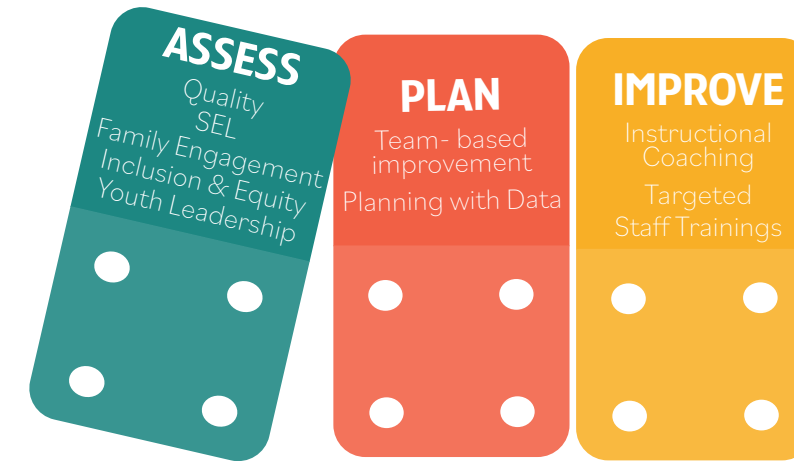 ASSESS
Quality
SEL
Family Engagement
Inclusion & Equity
Youth Leadership
PLAN
Team- based
improvement
Planning with Data
IMPROVE
Instructional
Coaching
Targeted
Staff Trainings